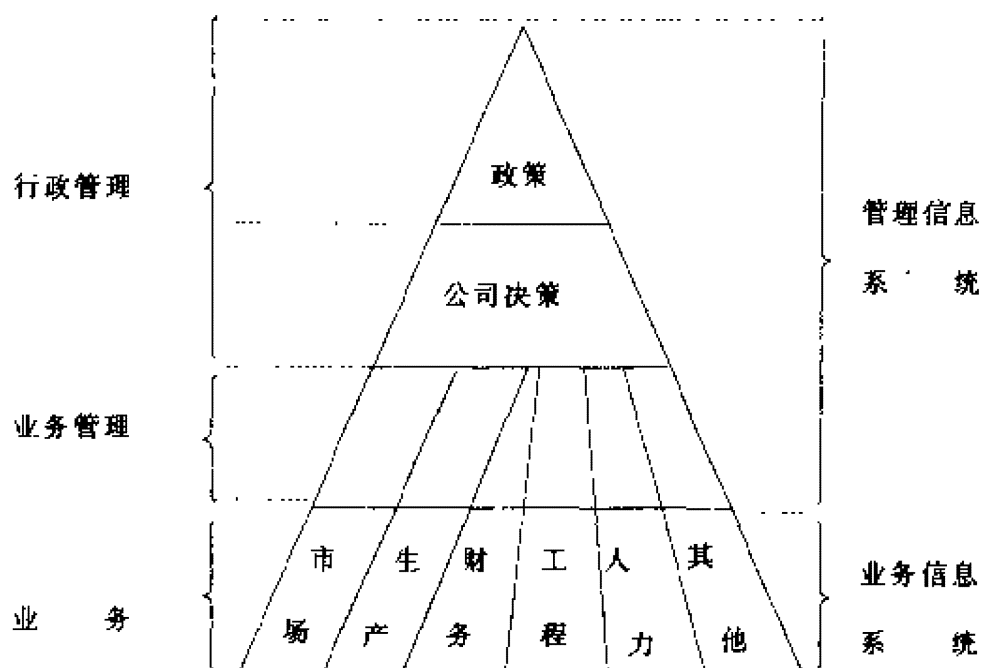 政策
行政管理
管理信息
系 统
公司决策
业务管理
市场
生产
财务
工程
人力
其他
业 务
业务信息
系 统